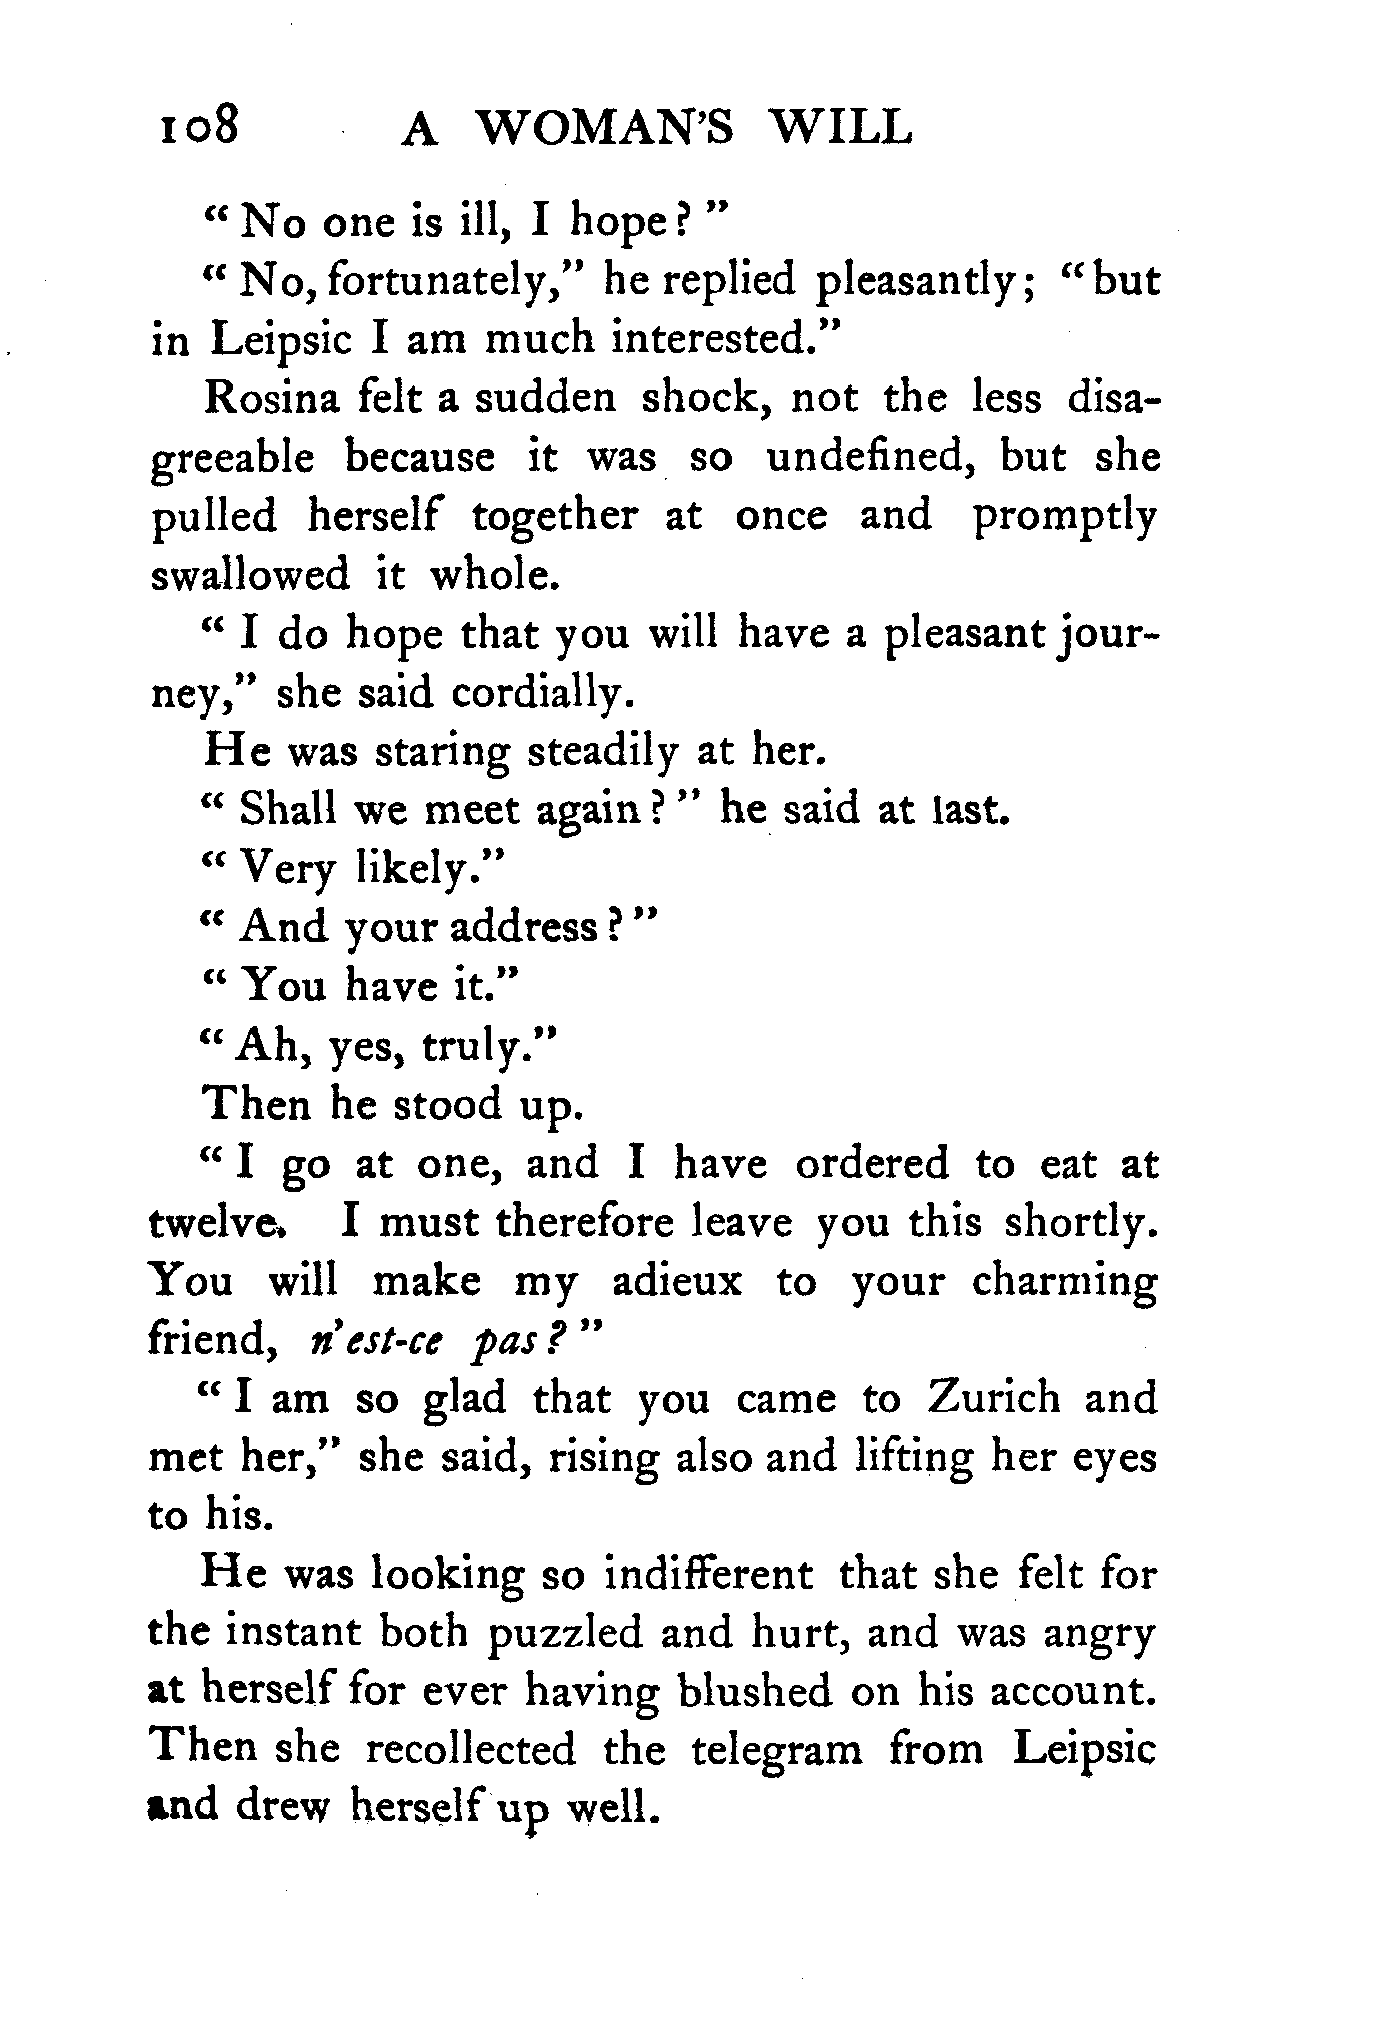 108 A WOMAN'S WILL
"No one is ill, I hope?"
"No, fortunately," he replied pleasantly; "but
in Leipsic I am much interested."
Rosina felt a sudden shock, not the less disa-
greeable because it was so undefined, but she
pulled herself together at once and promptly
swallowed it whole.
"I do hope that you will have a pleasant jour-
ney," she said cordially.
He was staring steadily at her.
"Shall we meet again?" he said at last.
"Very likely."
"And your address?"
"You have it."
"Ah, yes, truly."
Then he stood up.
"I go at one, and I have ordered to eat at
twelve. I must therefore leave you this shortly.
You will make my adieux to your charming
friend, n'est-ce pas?"
"I am so glad that you came to Zurich and
met her," she said, rising also and lifting her eyes
to his.
He was looking so indifferent that she felt for
the instant both puzzled and hurt, and was angry
at herself for ever having blushed on his account.
Then she recollected the telegram from Leipsic
and drew herself up well.